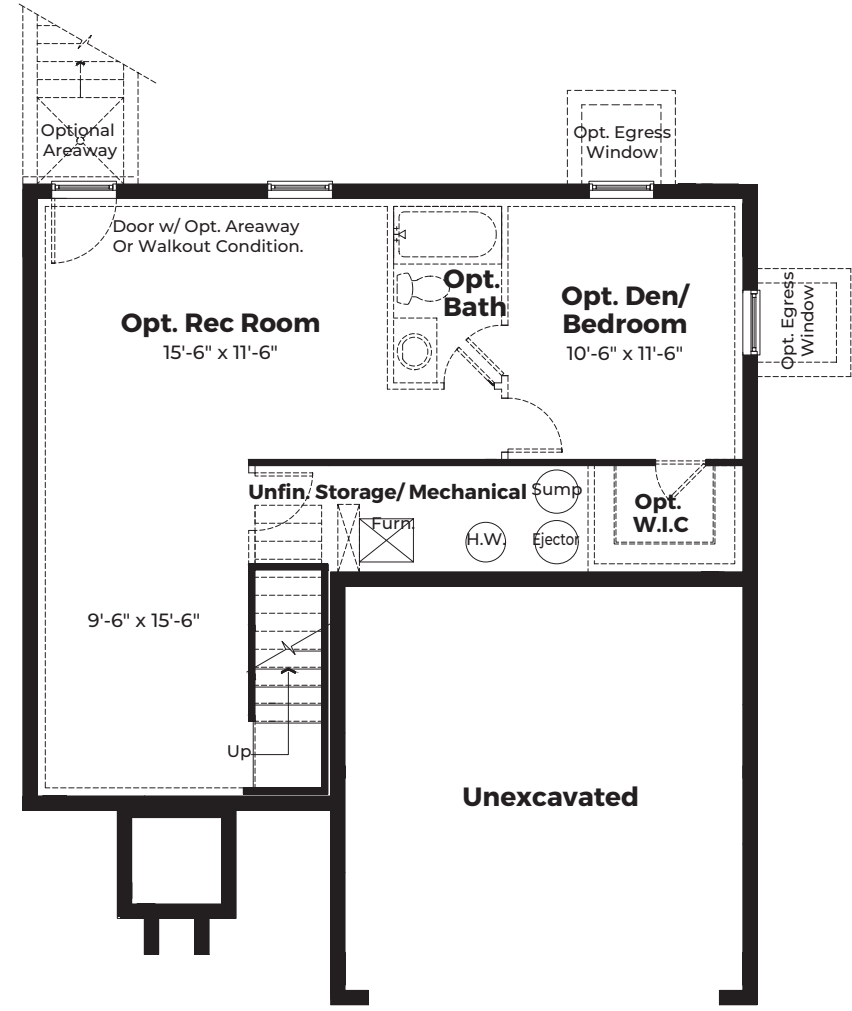 Optional
Areaway
Opt. Egress
Window
Door w/ Opt. Areaway
Or Walkout Condition.
Opt. Rec Room
15'-6" x 11'-6"
Opt.
Bath
Opt. Den/
Bedroom
10'-6" x 11'-6"
Opt. Egress
Window
Unfin. Storage/ Mechanical
Sump
Furn.
H.W.
Ejector
Opt.
W.I.C
9'-6" x 15'-6"
Up
Unexcavated